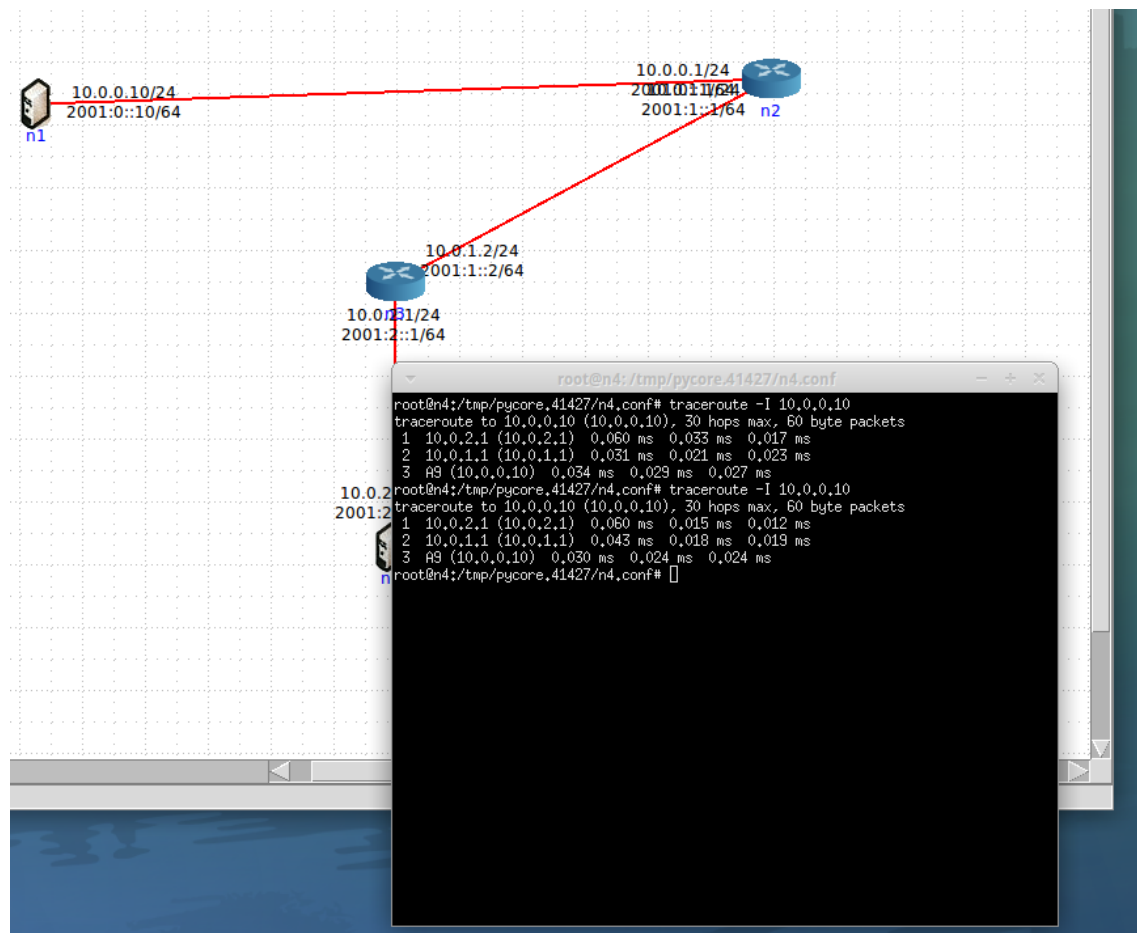 10.0.0.1/24
10.0.0.10/24
2001:0::10/64
2001:1::1/64
n1
n2
10.0.1.2/24
2001:1::2/64
n3
10.0.2.1/24
2001:2::1/64
root@n4: /tmp/pycore.41427/n4.conf
root@n4:/tmp/pycore.41427/n4.conf# traceroute -I 10.0.0.10
traceroute to 10.0.0.10 (10.0.0.10), 30 hops max, 60 byte packets
1 10.0.2.1 (10.0.2.1) 0.060 ms 0.033 ms 0.017 ms
2 10.0.1.1 (10.0.1.1) 0.031 ms 0.021 ms 0.023 ms
3 A9 (10.0.0.10) 0.034 ms 0.029 ms 0.027 ms
root@n4:/tmp/pycore.41427/n4.conf# traceroute -I 10.0.0.10
traceroute to 10.0.0.10 (10.0.0.10), 30 hops max, 60 byte packets
1 10.0.2.1 (10.0.2.1) 0.060 ms 0.015 ms 0.012 ms
2 10.0.1.1 (10.0.1.1) 0.043 ms 0.018 ms 0.019 ms
3 A9 (10.0.0.10) 0.030 ms 0.024 ms 0.024 ms
root@n4:/tmp/pycore.41427/n4.conf#
10.0.2
2001:2
n